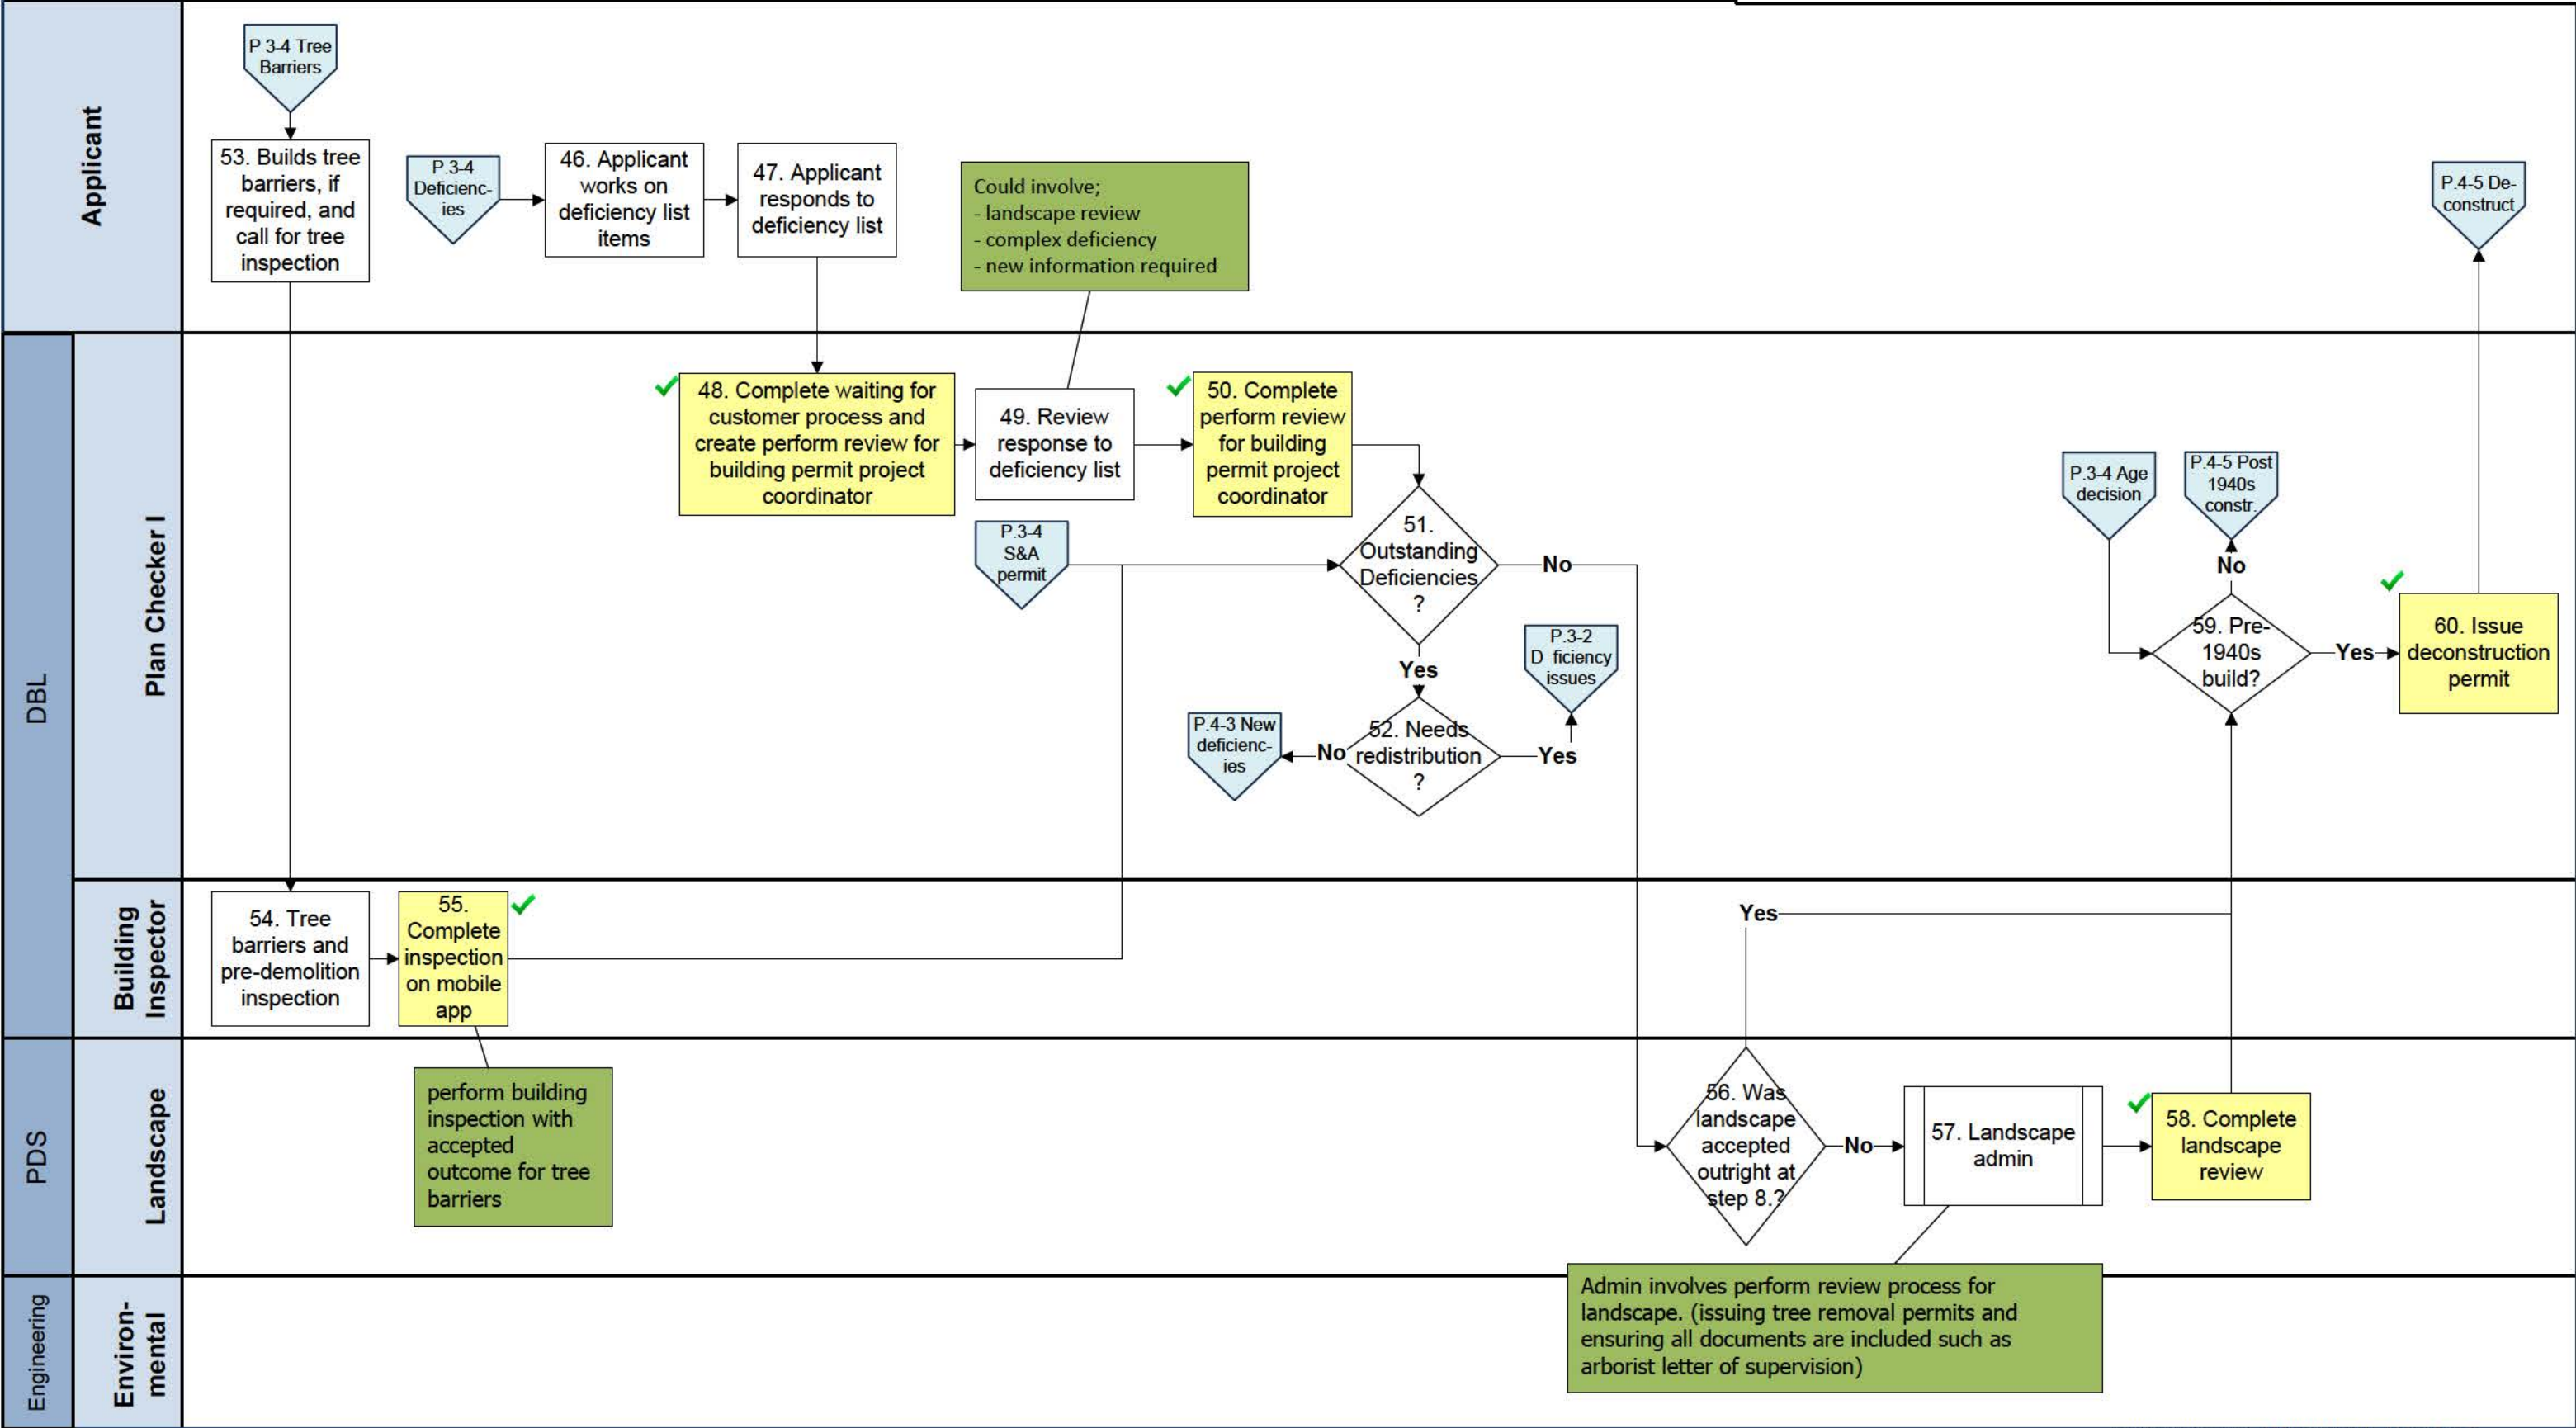 Applicant
P 3-4 Tree
Barriers
53. Builds tree
barriers, if
required, and
call for tree
inspection
P.3-4
Deficienc-
ies
46. Applicant
works on
deficiency list
items
47. Applicant
responds to
deficiency list
Could involve;
- landscape review
- complex deficiency
- new information required
P.4-5 De-
construct
DBL
Plan Checker I
48. Complete waiting for
customer process and
create perform review for
building permit project
coordinator
49. Review
response to
deficiency list
50. Complete
perform review
for building
permit project
coordinator
P.3-4
S&A
permit
51.
Outstanding
Deficiencies
?
No
Yes
52. Needs
redistribution
?
No
P.4-3 New
deficienc-
ies
Yes
P.3-2
D ficiency
issues
P.3-4 Age
decision
P.4-5 Post
1940s
constr.
No
59. Pre-
1940s
build?
Yes
60. Issue
deconstruction
permit
Building
Inspector
54. Tree
barriers and
pre-demolition
inspection
55.
Complete
inspection
on mobile
app
Yes
PDS
Landscape
perform building
inspection with
accepted
outcome for tree
barriers
56. Was
landscape
accepted
outright at
step 8.?
No
57. Landscape
admin
58. Complete
landscape
review
Engineering
Environ-
mental
Admin involves perform review process for
landscape. (issuing tree removal permits and
ensuring all documents are included such as
arborist letter of supervision)